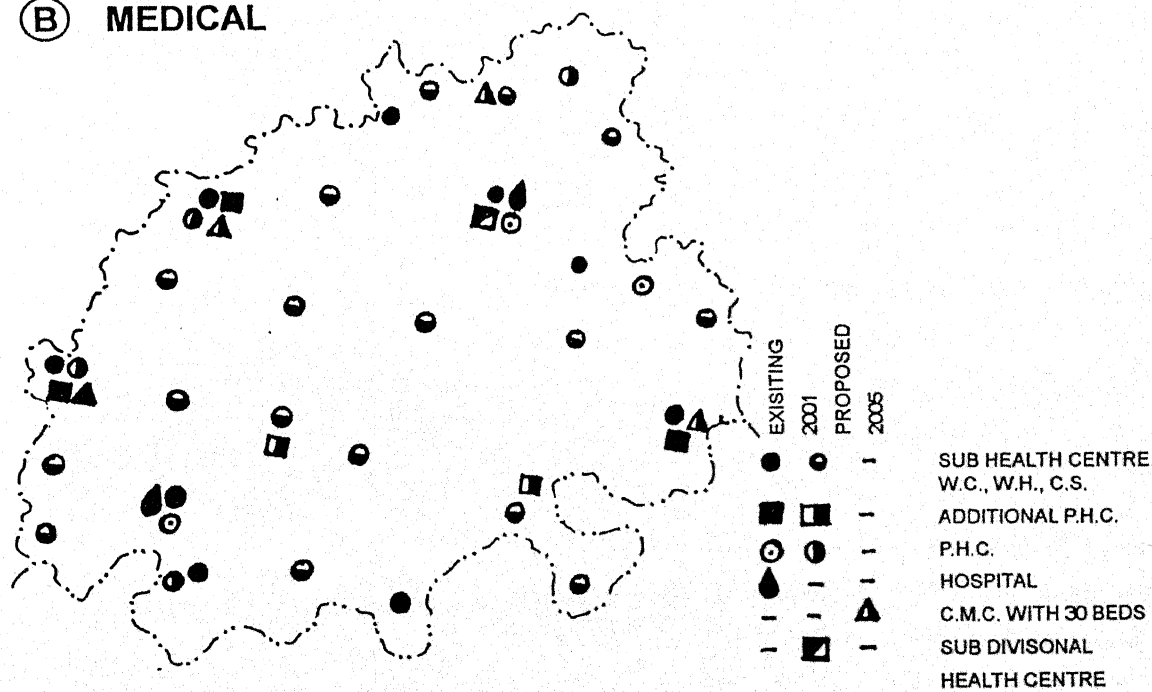 B MEDICAL
EXISITING
2001
PROPOSED
2005
SUB HEALTH CENTRE
W.C., W.H., C.S.
ADDITIONAL P.H.C.
P.H.C.
HOSPITAL
C.M.C. WITH 30 BEDS
SUB DIVISONAL
HEALTH CENTRE